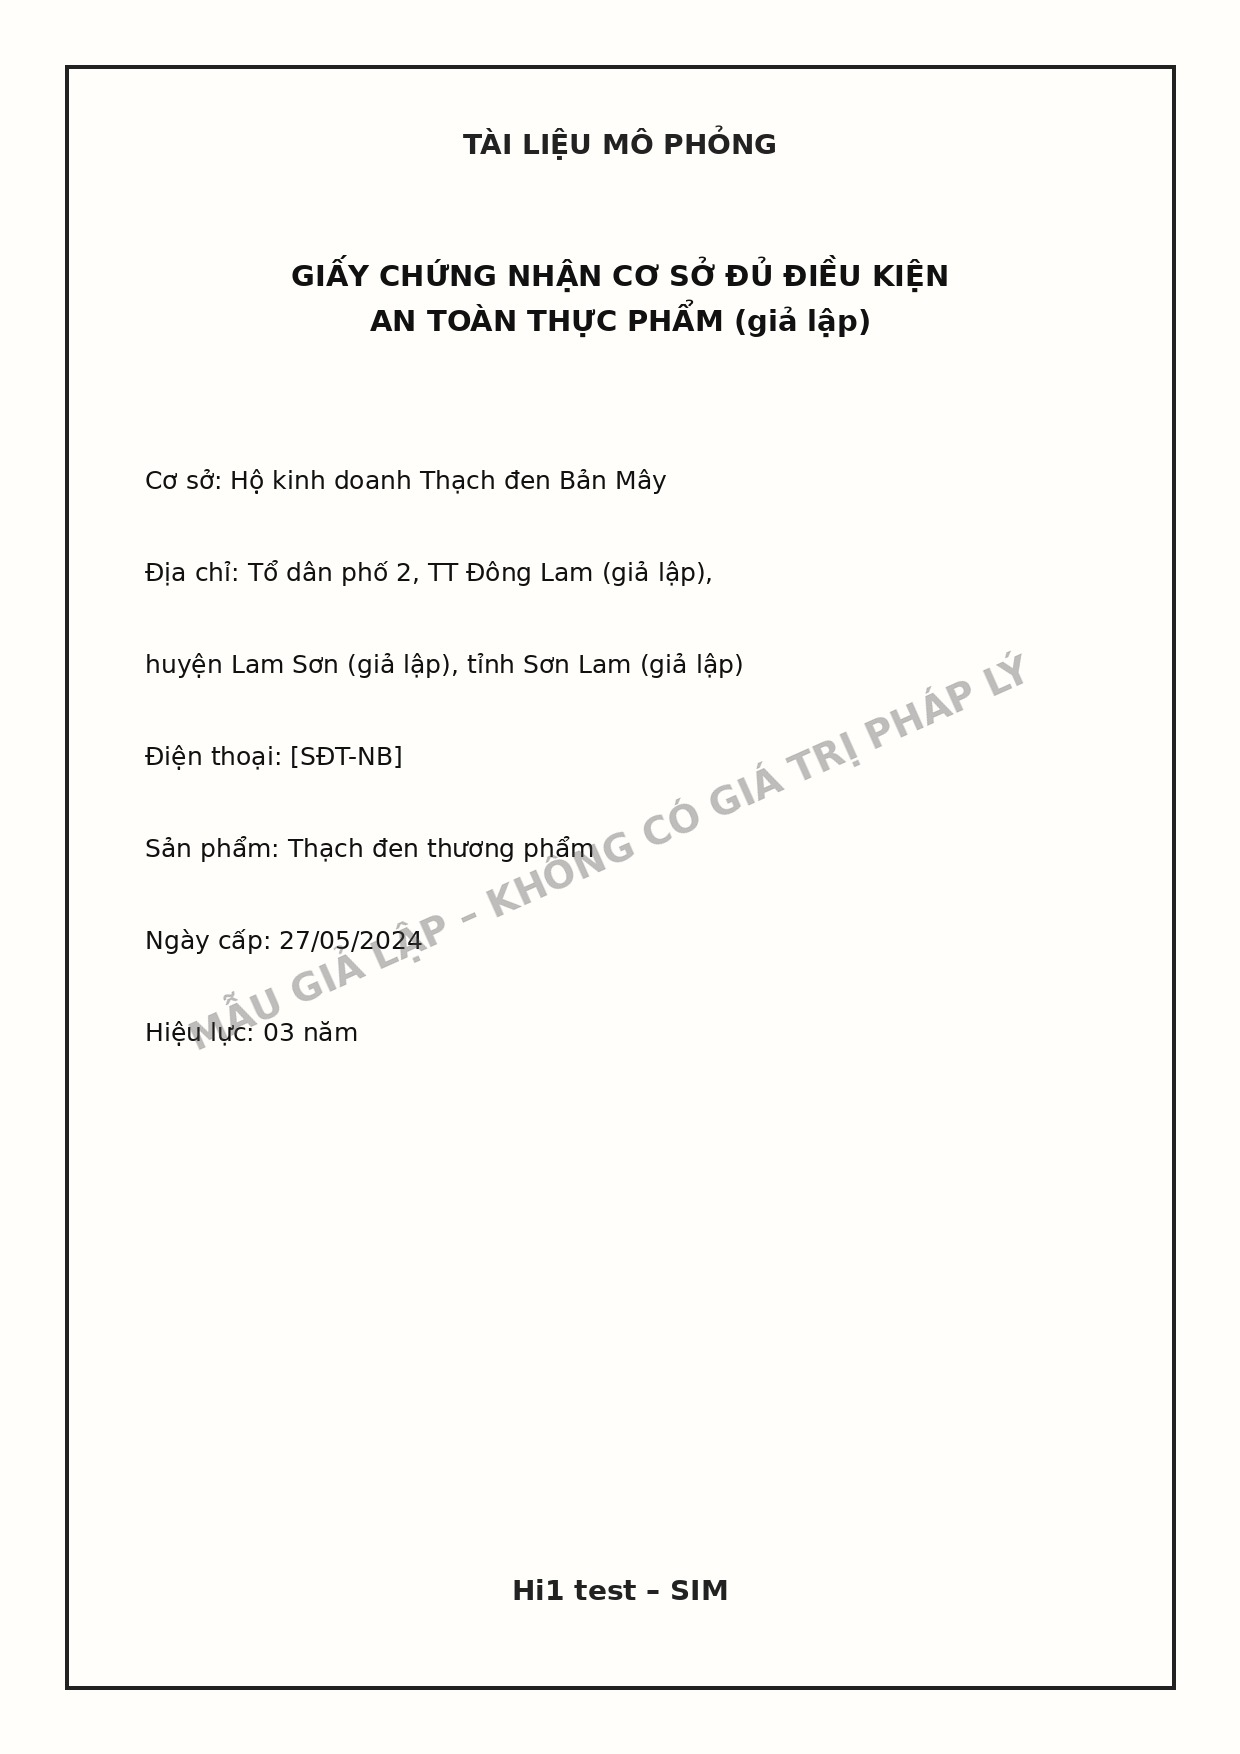 TÀI LIỆU MÔ PHỎNG
GIẤY CHỨNG NHẬN CƠ SỞ ĐỦ ĐIỀU KIỆN
AN TOÀN THỰC PHẨM (giả lập)
Cơ sở: Hộ kinh doanh Thạch đen Bản Mây
Địa chỉ: Tổ dân phố 2, TT Đông Lam (giả lập),
huyện Lam Sơn (giả lập), tỉnh Sơn Lam (giả lập)
Điện thoại: [SĐT-NB]
Sản phẩm: Thạch đen thương phẩm
Ngày cấp: 27/05/2024
Hiệu lực: 03 năm
MẪU GIẢ LẬP – KHÔNG CÓ GIÁ TRỊ PHÁP LÝ
Hi1 test – SIM